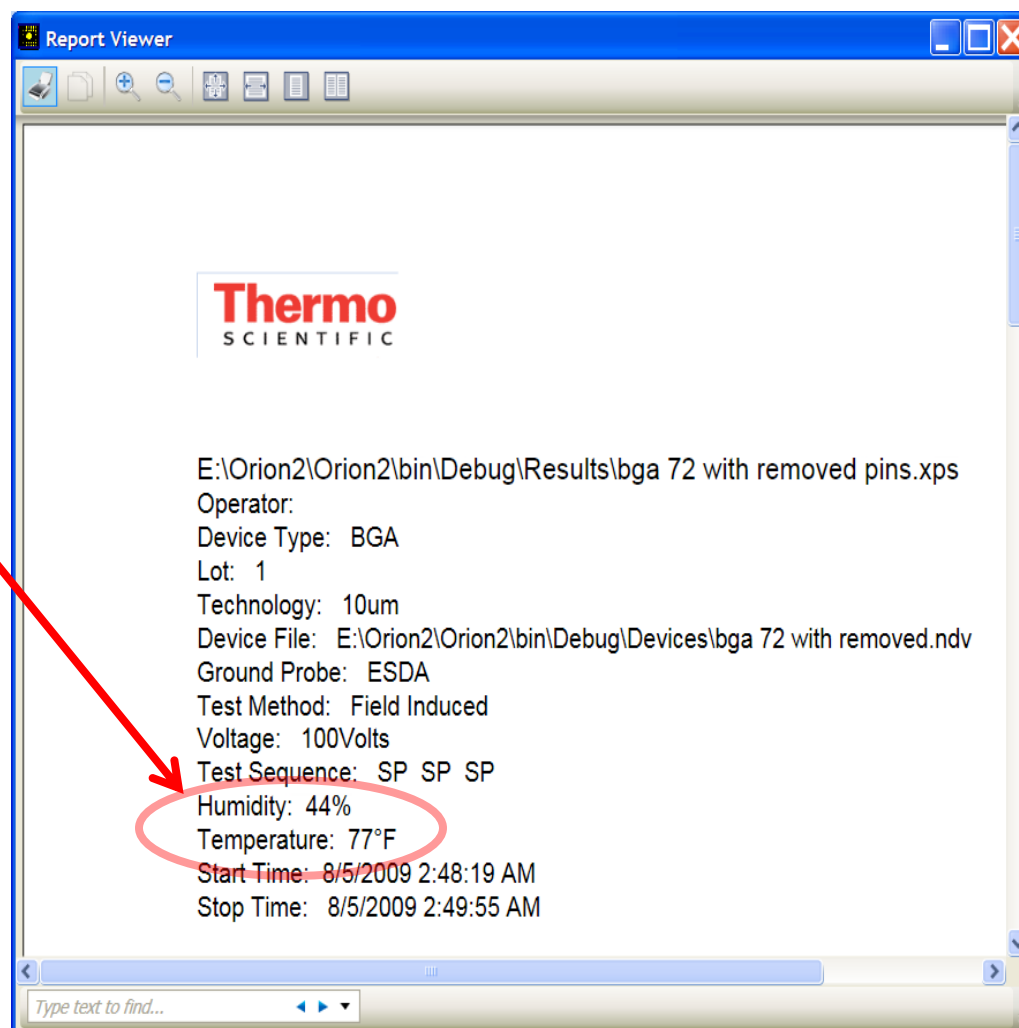 Report Viewer
Thermo
SCIENTIFIC
E:\Orion2\Orion2\bin\Debug\Results\bga 72 with removed pins.xps
Operator:
Device Type: BGA
Lot: 1
Technology: 10um
Device File: E:\Orion2\Orion2\bin\Debug\Devices\bga 72 with removed.ndv
Ground Probe: ESDA
Test Method: Field Induced
Voltage: 100Volts
Test Sequence: SP SP SP
Humidity: 44%
Temperature: 77°F
Start Time: 8/5/2009 2:48:19 AM
Stop Time: 8/5/2009 2:49:55 AM
Type text to find...